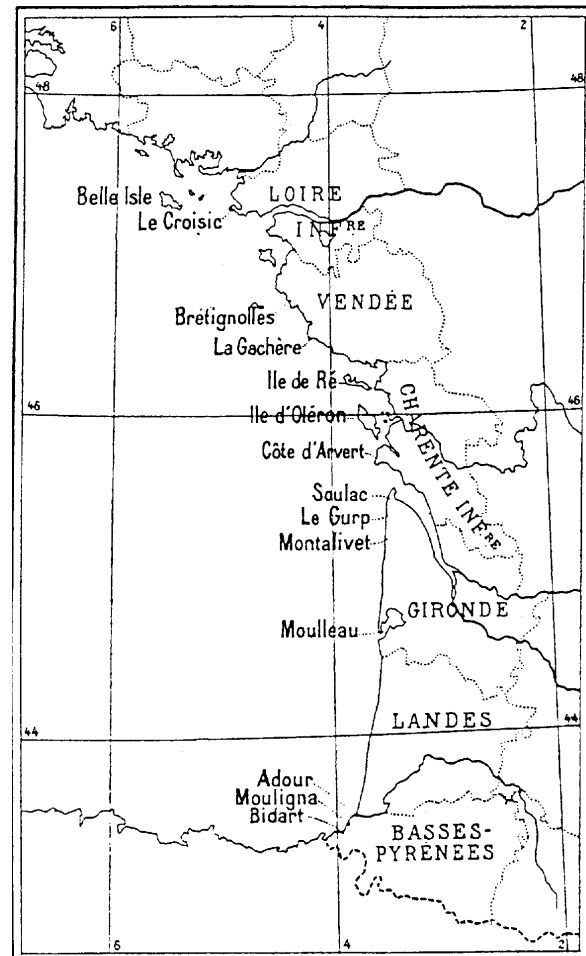 6 4 2
48 48
Belle Isle
Le Croisic
LOIRE
INFRE
VENDÉE
Brétignolles
La Gachère
Ile de Ré
46 46
Ile d'Oléron
CHARENTE INFRE
Côte d'Arvert
Soulac
Le Gurp
Montalivet
GIRONDE
Moulleau
LANDES
44 44
Adour
Mouligna
Bidart
BASSES-
PYRÉNÉES
6 4 2